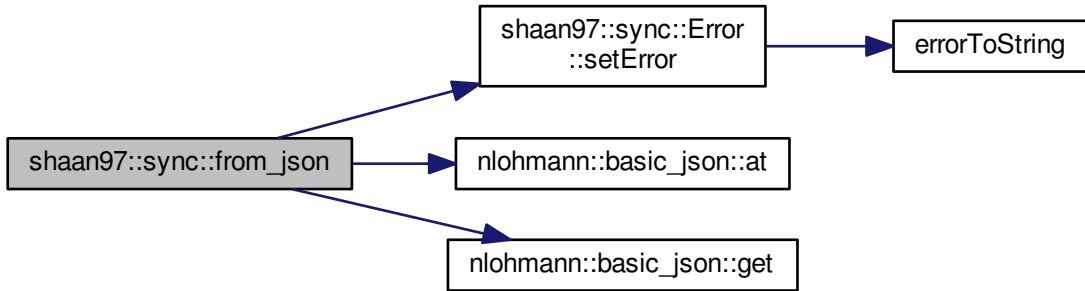 shaan97::sync::Error
::setError
errorToString
shaan97::sync::from_json
nlohmann::basic_json::at
nlohmann::basic_json::get